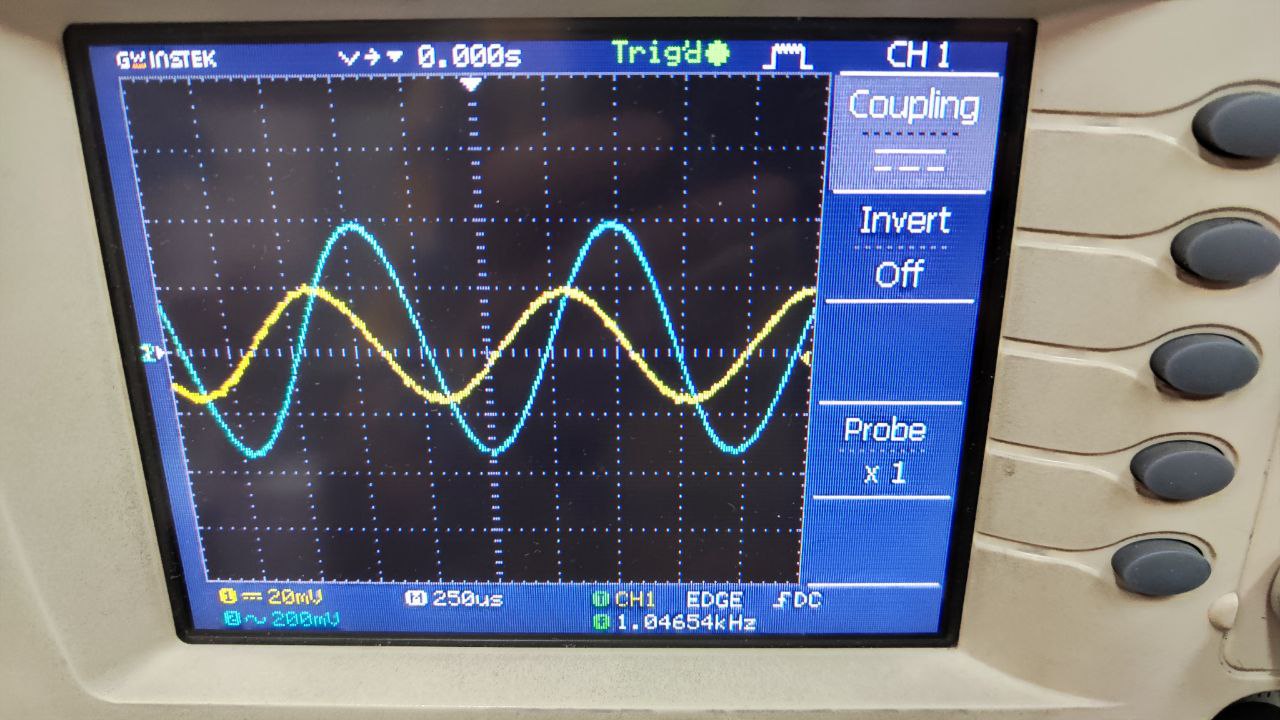 GW INSTEK 0.000s Trig'd CH 1
Coupling
Invert
Off
2
Probe
x 1
1 20mV M 250us T CH1 EDGE DC
2 200mV F 1.04654kHz